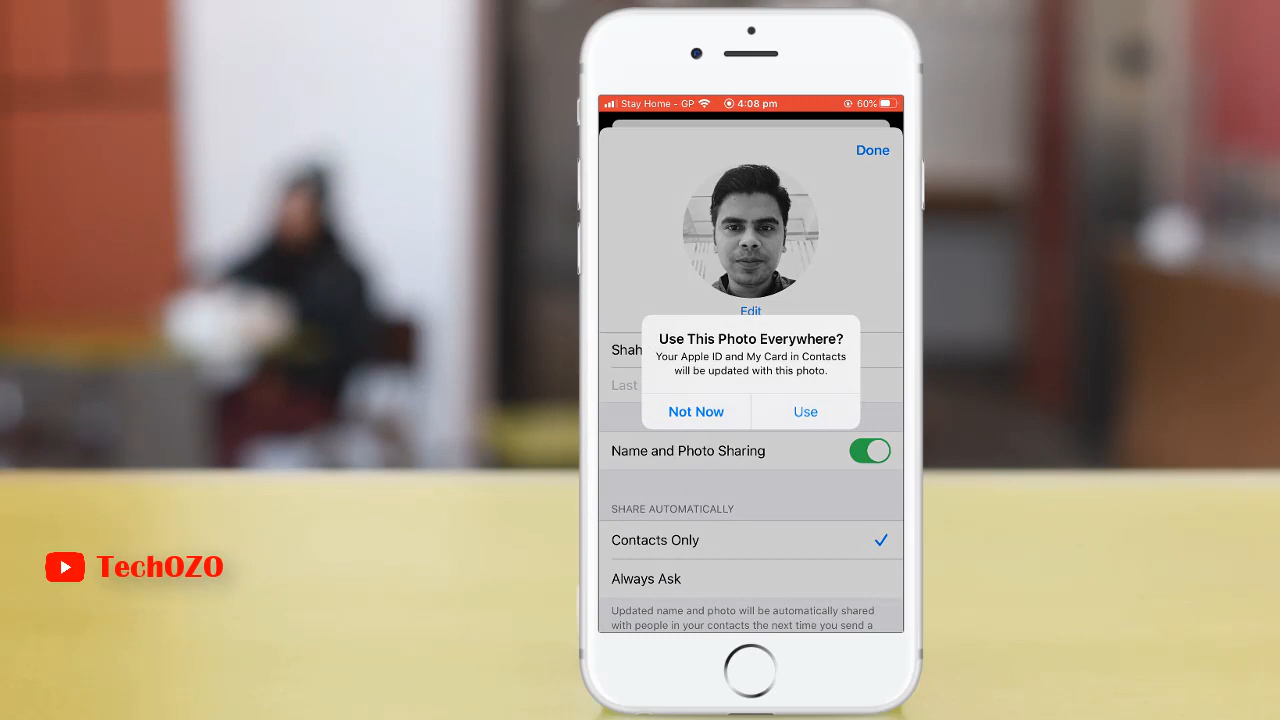 Stay Home - GP 4:08 pm 60%
Done
Edit
Use This Photo Everywhere?
Your Apple ID and My Card in Contacts
will be updated with this photo.
Shah
Last
Not Now Use
Name and Photo Sharing
SHARE AUTOMATICALLY
Contacts Only
Always Ask
Updated name and photo will be automatically shared
with people in your contacts the next time you send a
TechOZO